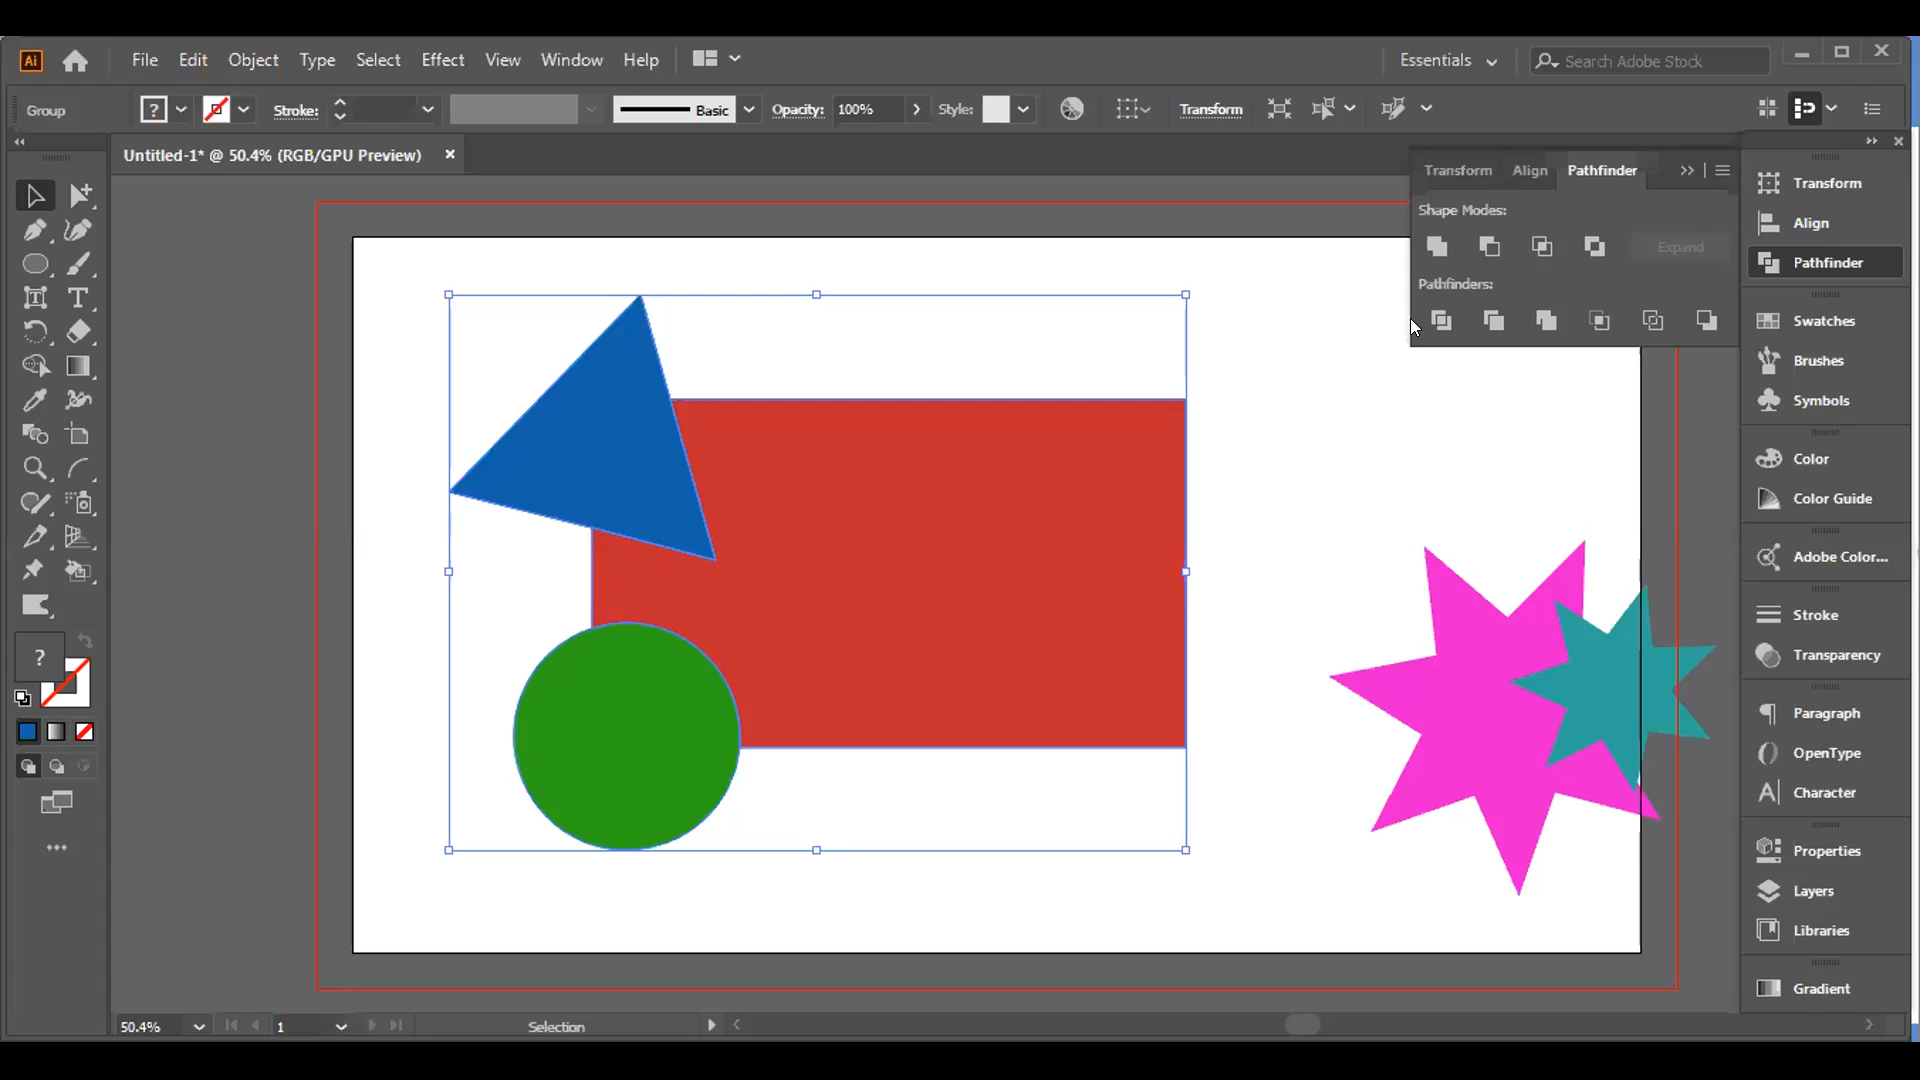 Ai File Edit Object Type Select Effect View Window Help Essentials Search Adobe Stock
Group ? Stroke: Basic Opacity: 100% Style: Transform
Untitled-1* @ 50.4% (RGB/GPU Preview)
Transform Align Pathfinder
Shape Modes:
Expand
Pathfinders:
Transform
Align
Pathfinder
Swatches
Brushes
Symbols
Color
Color Guide
Adobe Color...
Stroke
Transparency
Paragraph
OpenType
Character
Properties
Layers
Libraries
Gradient
?
50.4% 1 Selection